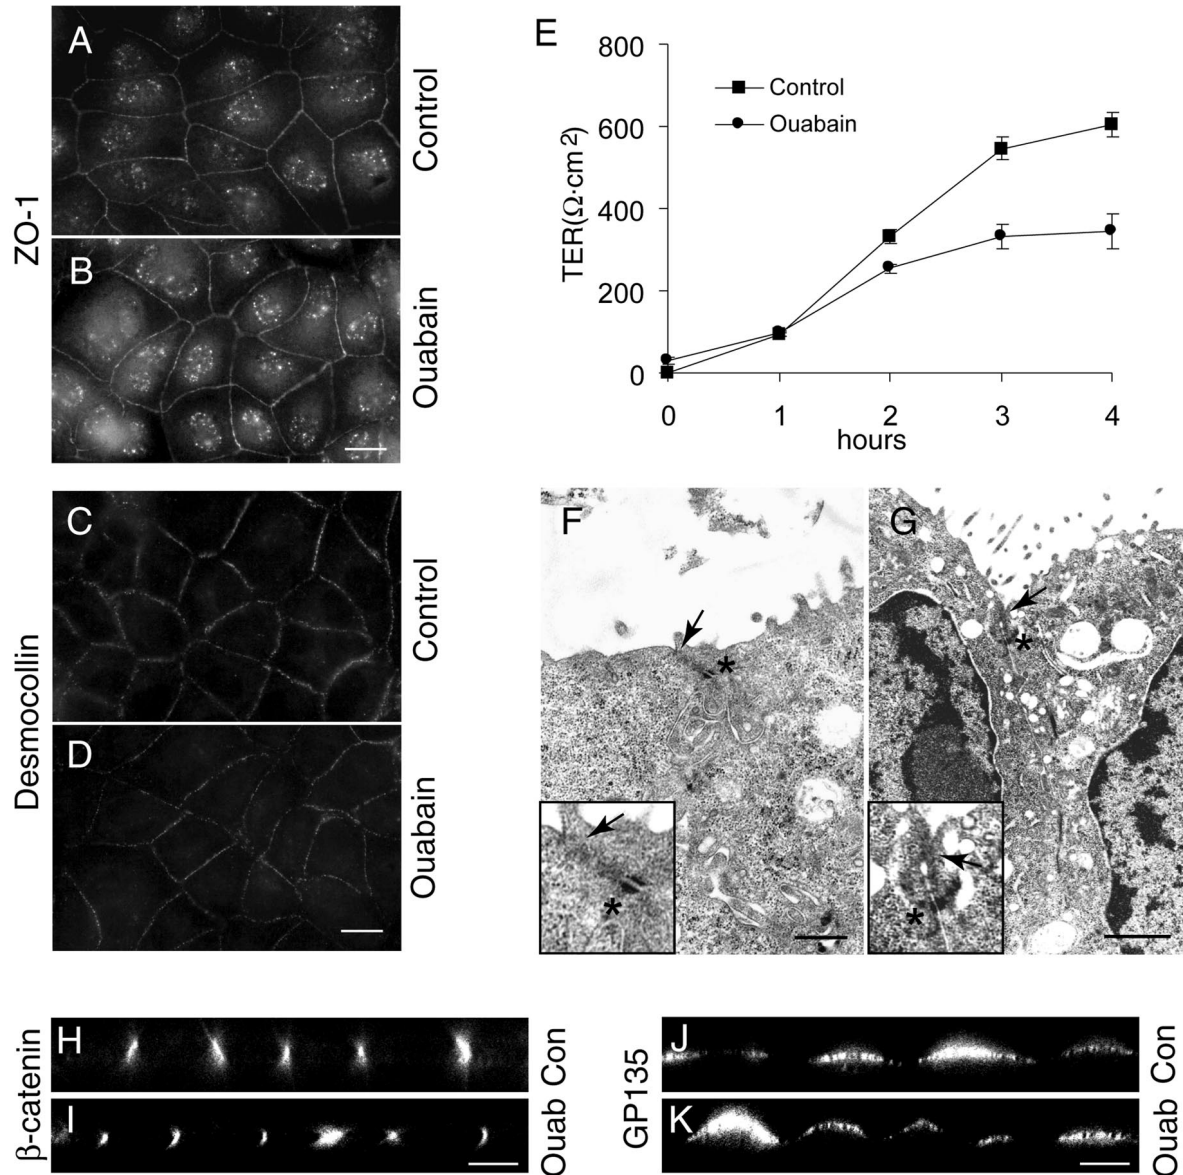 A
B
ZO-1
Control
Ouabain
C
D
Desmocollin
Control
Ouabain
E
800
600
400
200
0
TER(Ω·cm2)
Control
Ouabain
0 1 2 3 4
hours
F
*
*
G
*
*
H
I
β-catenin
Con
Ouab
J
K
GP135
Con
Ouab